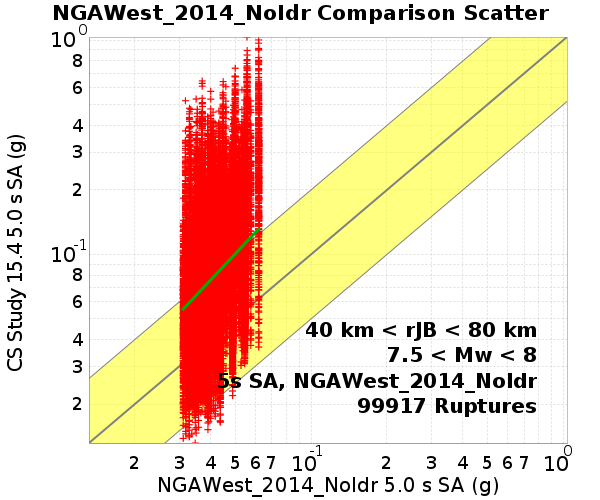 NGAWest_2014_NoIdr Comparison Scatter
10^0
8
6
4
3
2
10^-1
8
6
4
3
2
CS Study 15.4 5.0 s SA (g)
40 km < rJB < 80 km
7.5 < Mw < 8
5s SA, NGAWest_2014_NoIdr
99917 Ruptures
2 3 4 5 6 7 10^-1 2 3 4 5 6 7 10^0
NGAWest_2014_NoIdr 5.0 s SA (g)